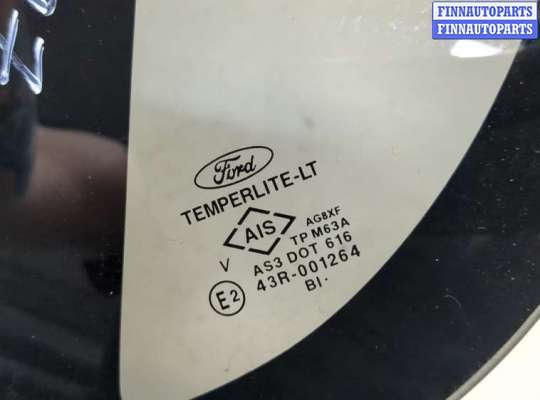 FINNAUTOPARTS
FINNAUTOPARTS
Ford
TEMPERLITE-LT
AIS
AG8XF
TP M63A
V
AS3 DOT 616
E2
43R-001264
BI·